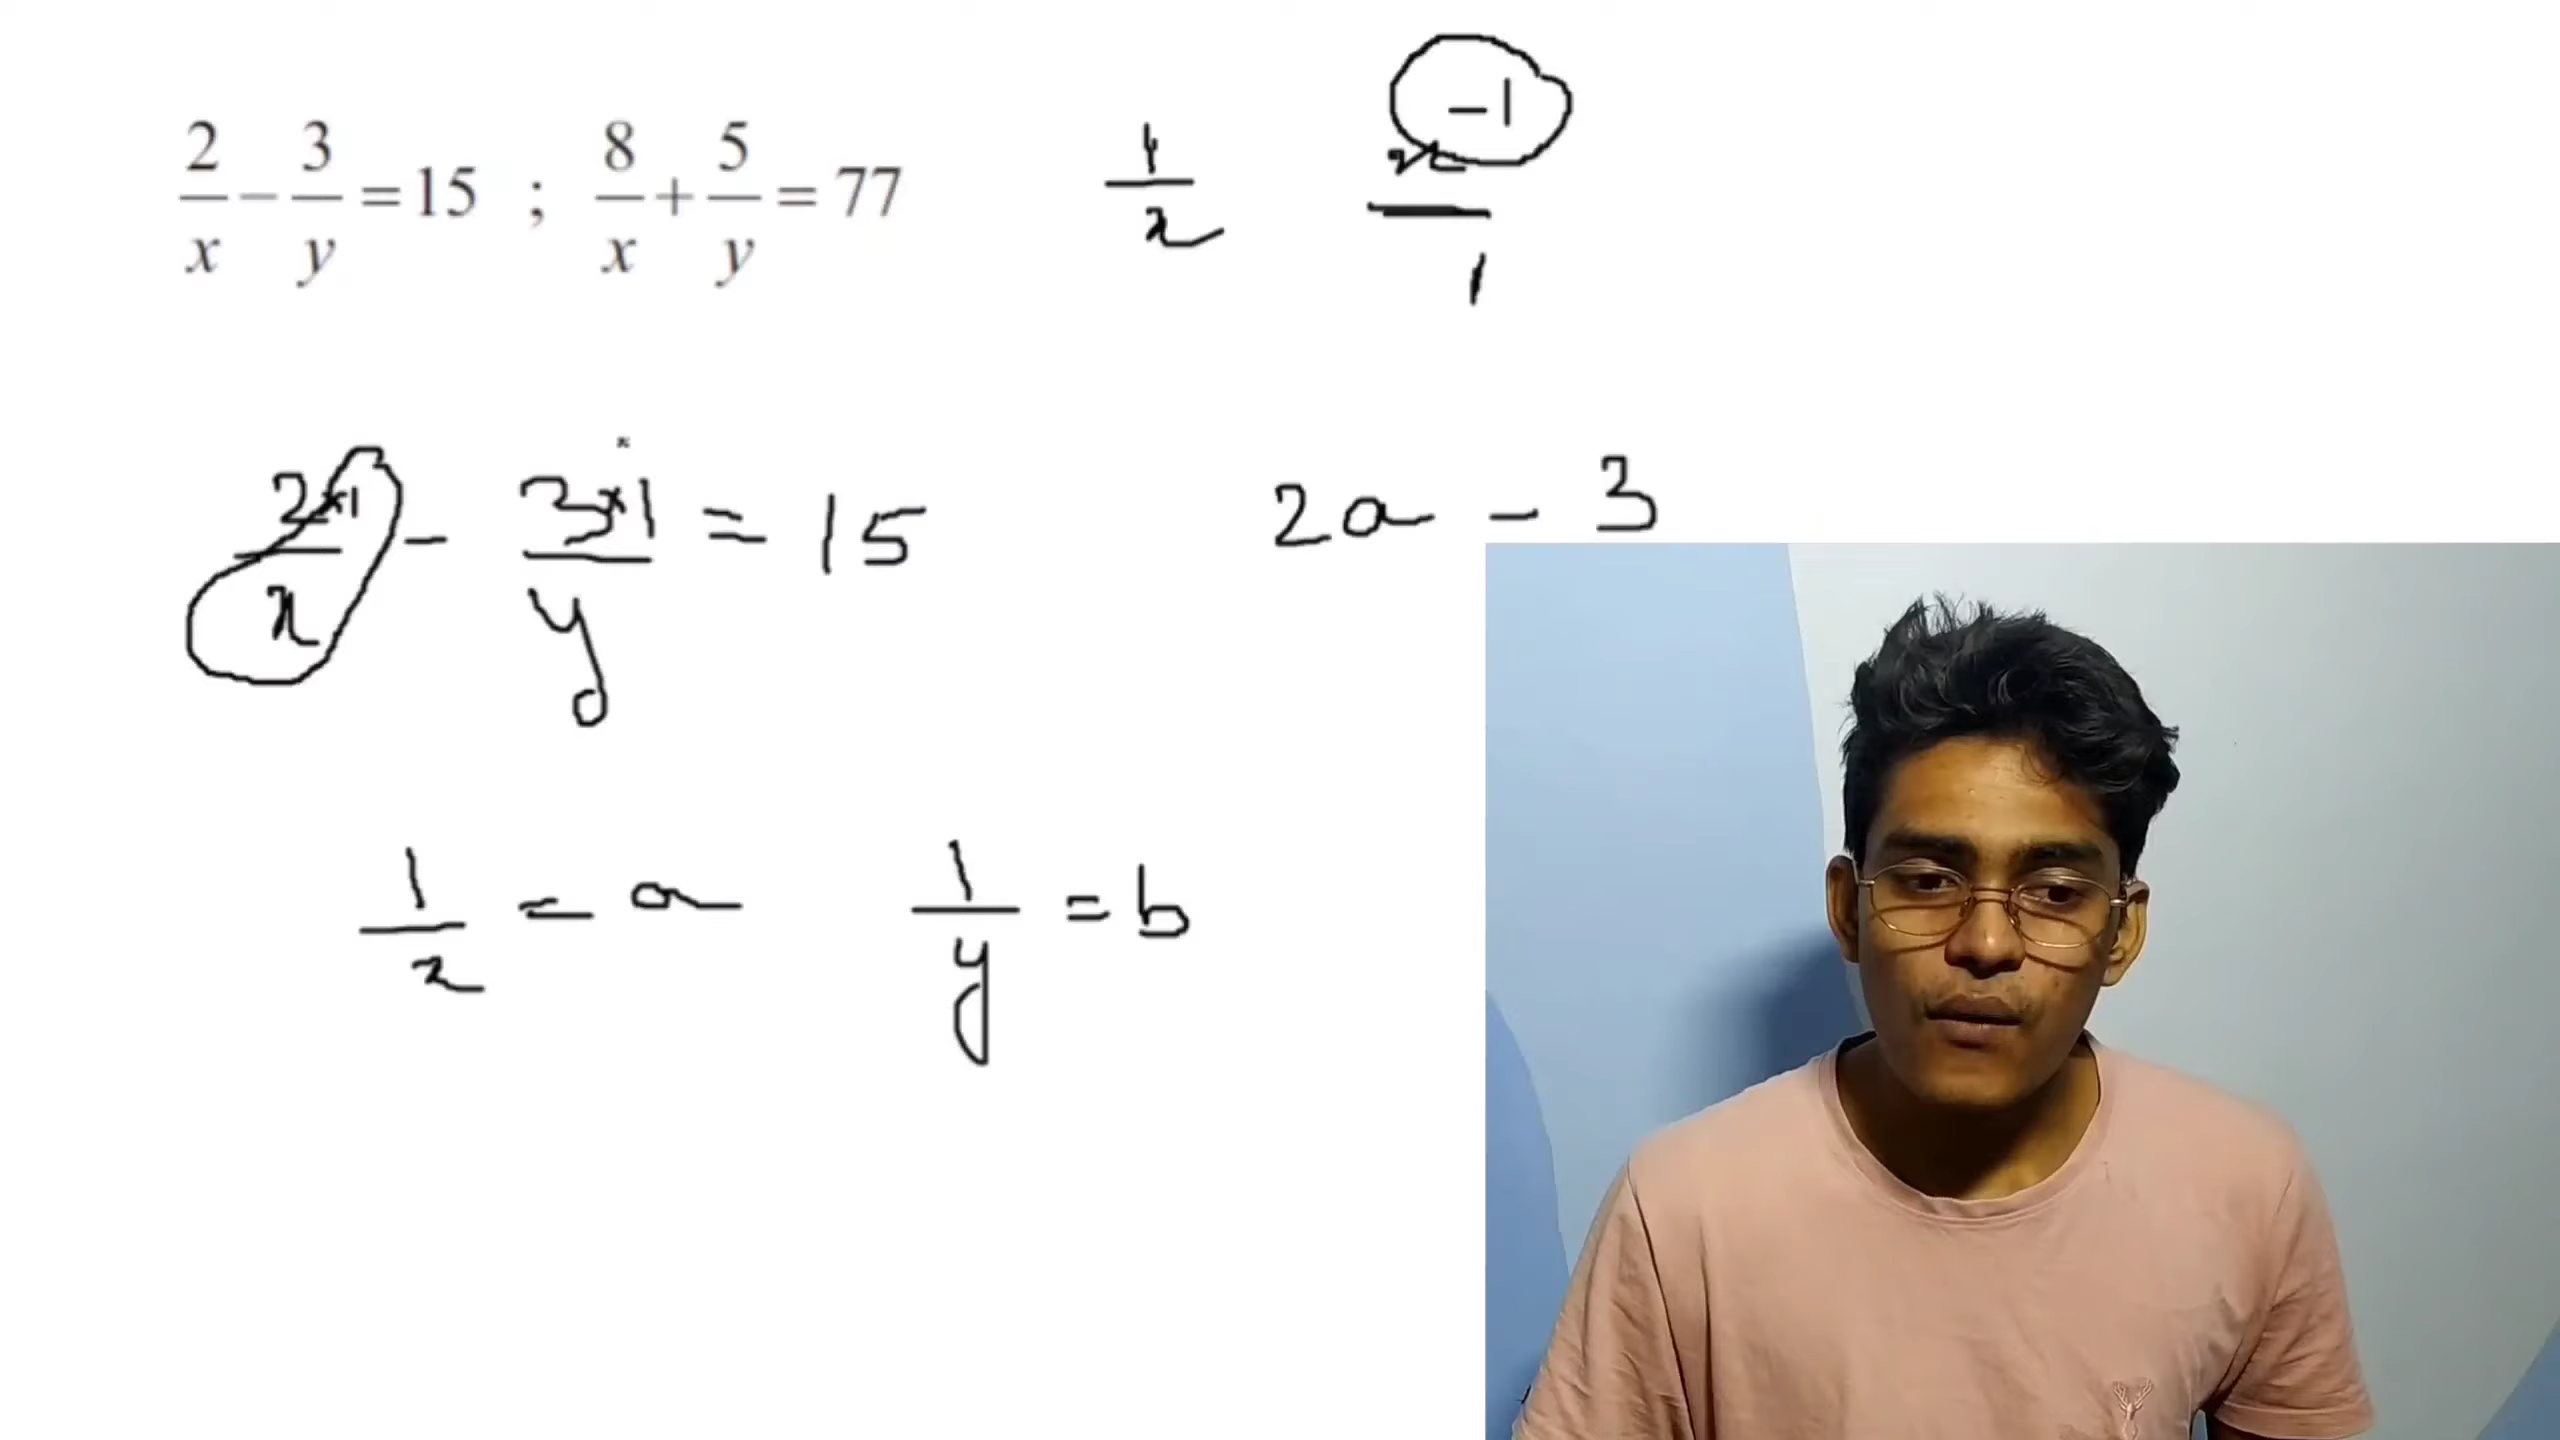 2/x - 3/y = 15 ; 8/x + 5/y = 77
1/x
x -1
1
2×1/x - 3×1/y = 15
2a - 3
1/x = a
1/y = b